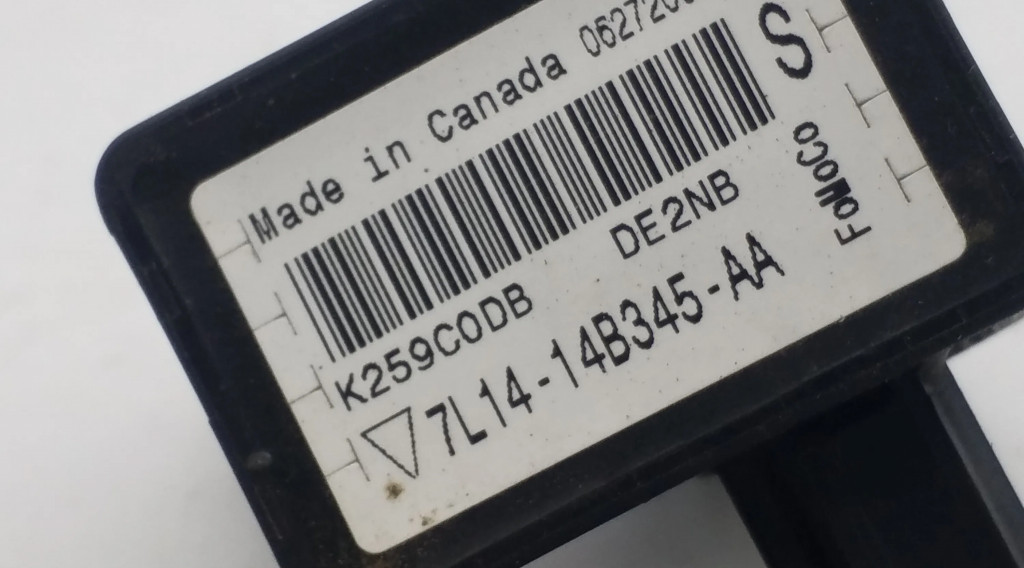 Made in Canada
S
K259C0DB DE2NB
7L14-14B345-AA
FoMoCo